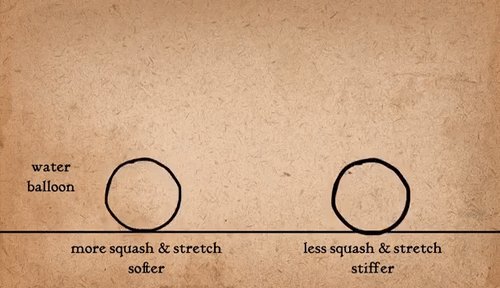 water
balloon
more squash & stretch
softer
less squash & stretch
stiffer